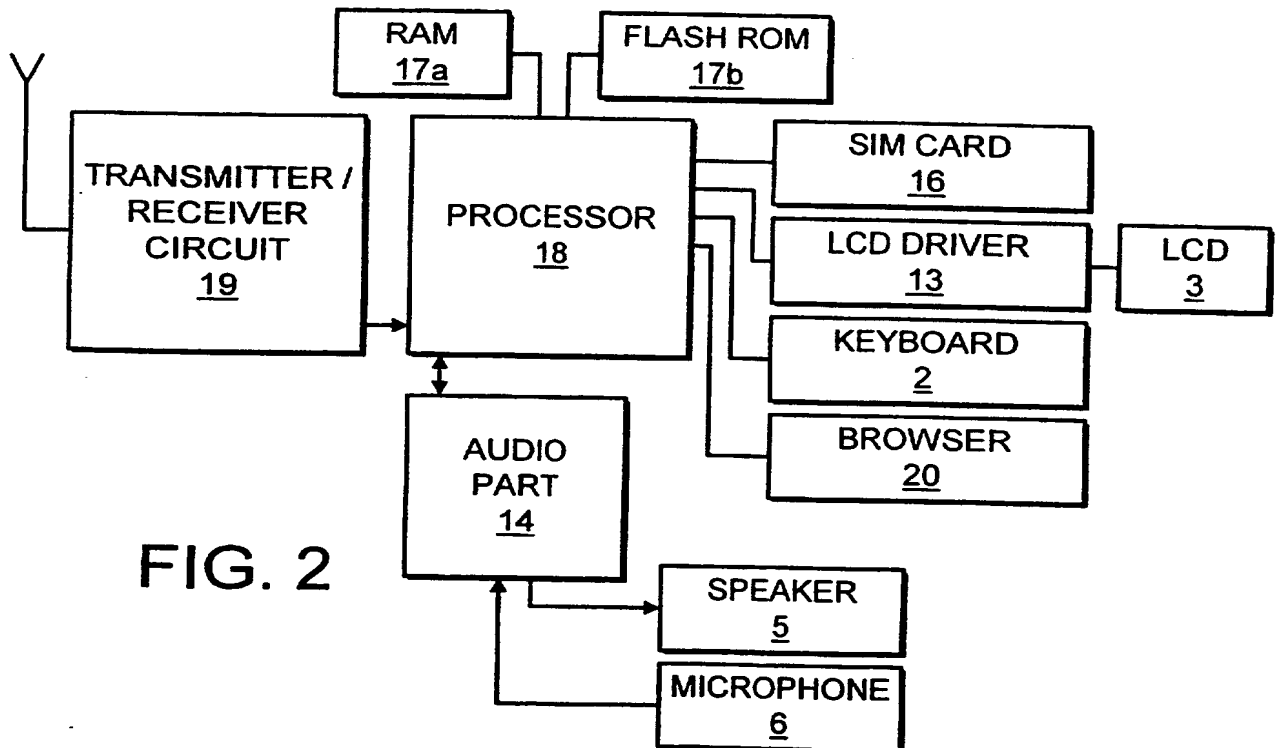 RAM
17a
FLASH ROM
17b
TRANSMITTER /
RECEIVER
CIRCUIT
19
PROCESSOR
18
SIM CARD
16
LCD DRIVER
13
LCD
3
KEYBOARD
2
BROWSER
20
AUDIO
PART
14
FIG. 2
SPEAKER
5
MICROPHONE
6